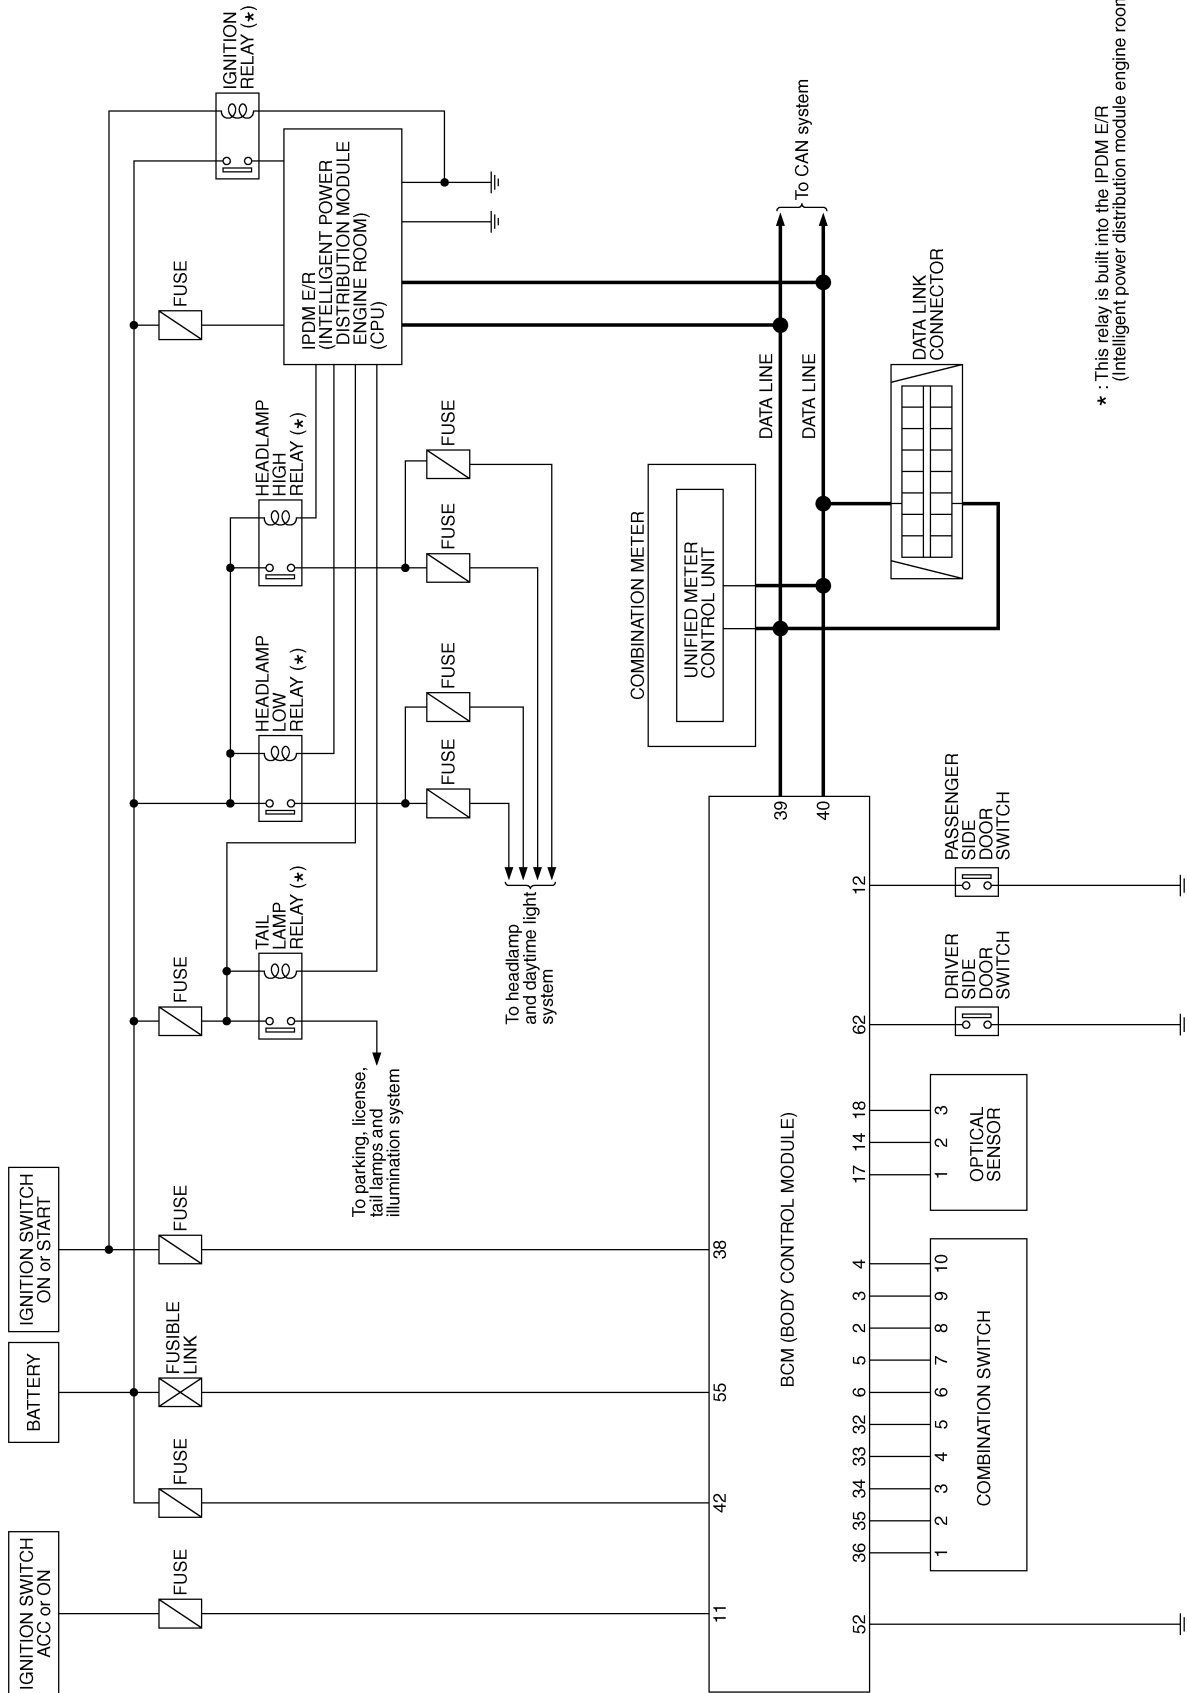 IGNITION SWITCH
ACC or ON
BATTERY
IGNITION SWITCH
ON or START
FUSE
FUSE
FUSIBLE
LINK
FUSE
FUSE
FUSE
IGNITION
RELAY (*)
TAIL
LAMP
RELAY (*)
HEADLAMP
LOW
RELAY (*)
HEADLAMP
HIGH
RELAY (*)
IPDM E/R
(INTELLIGENT POWER
DISTRIBUTION MODULE
ENGINE ROOM)
(CPU)
To parking, license,
tail lamps and
illumination system
FUSE
FUSE
FUSE
FUSE
To headlamp
and daytime light
system
COMBINATION METER
UNIFIED METER
CONTROL UNIT
DATA LINE
DATA LINE
To CAN system
DATA LINK
CONNECTOR
11
42
55
38
39
40
BCM (BODY CONTROL MODULE)
52
36
35
34
33
32
6
5
2
3
4
17
14
18
62
12
1
2
3
4
5
6
7
8
9
10
COMBINATION SWITCH
1
2
3
OPTICAL
SENSOR
DRIVER
SIDE
DOOR
SWITCH
PASSENGER
SIDE
DOOR
SWITCH
* : This relay is built into the IPDM E/R
(Intelligent power distribution module engine room